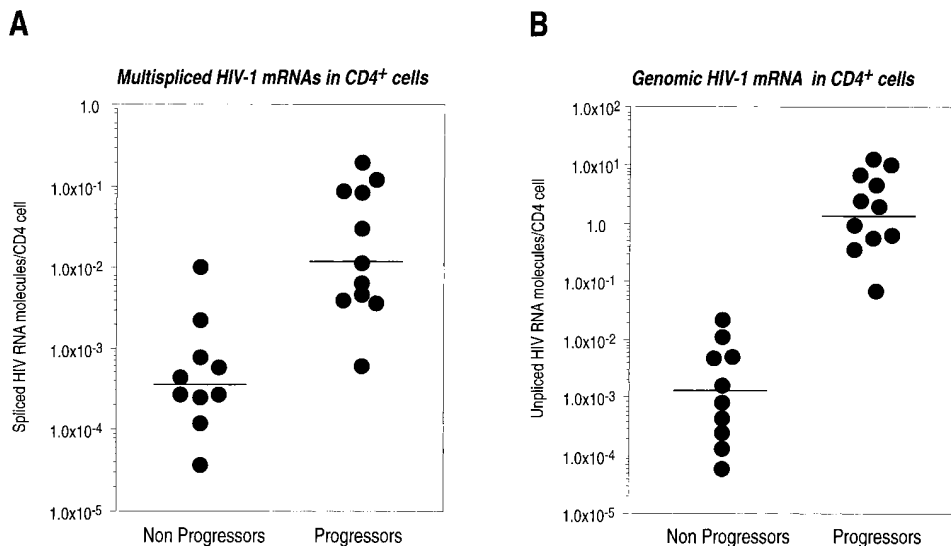 A
Multispliced HIV-1 mRNAs in CD4+ cells
Spliced HIV RNA molecules/CD4 cell
1.0
1.0x10-1
1.0x10-2
1.0x10-3
1.0x10-4
1.0x10-5
Non Progressors
Progressors
B
Genomic HIV-1 mRNA in CD4+ cells
Unpliced HIV RNA molecules/CD4 cell
1.0x102
1.0x101
1.0
1.0x10-1
1.0x10-2
1.0x10-3
1.0x10-4
1.0x10-5
Non Progressors
Progressors